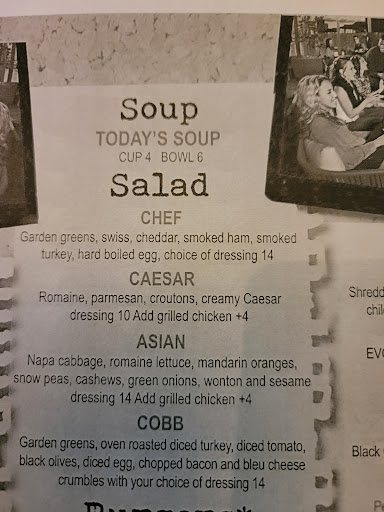 Soup
TODAY'S SOUP
CUP 4 BOWL 6
Salad
CHEF
Garden greens, swiss, cheddar, smoked ham, smoked
turkey, hard boiled egg, choice of dressing 14
CAESAR
Romaine, parmesan, croutons, creamy Caesar
dressing 10 Add grilled chicken +4
ASIAN
Napa cabbage, romaine lettuce, mandarin oranges,
snow peas, cashews, green onions, wonton and sesame
dressing 14 Add grilled chicken +4
COBB
Garden greens, oven roasted diced turkey, diced tomato,
black olives, diced egg, chopped bacon and bleu cheese
crumbles with your choice of dressing 14
Shredd
chil
EVO
Black